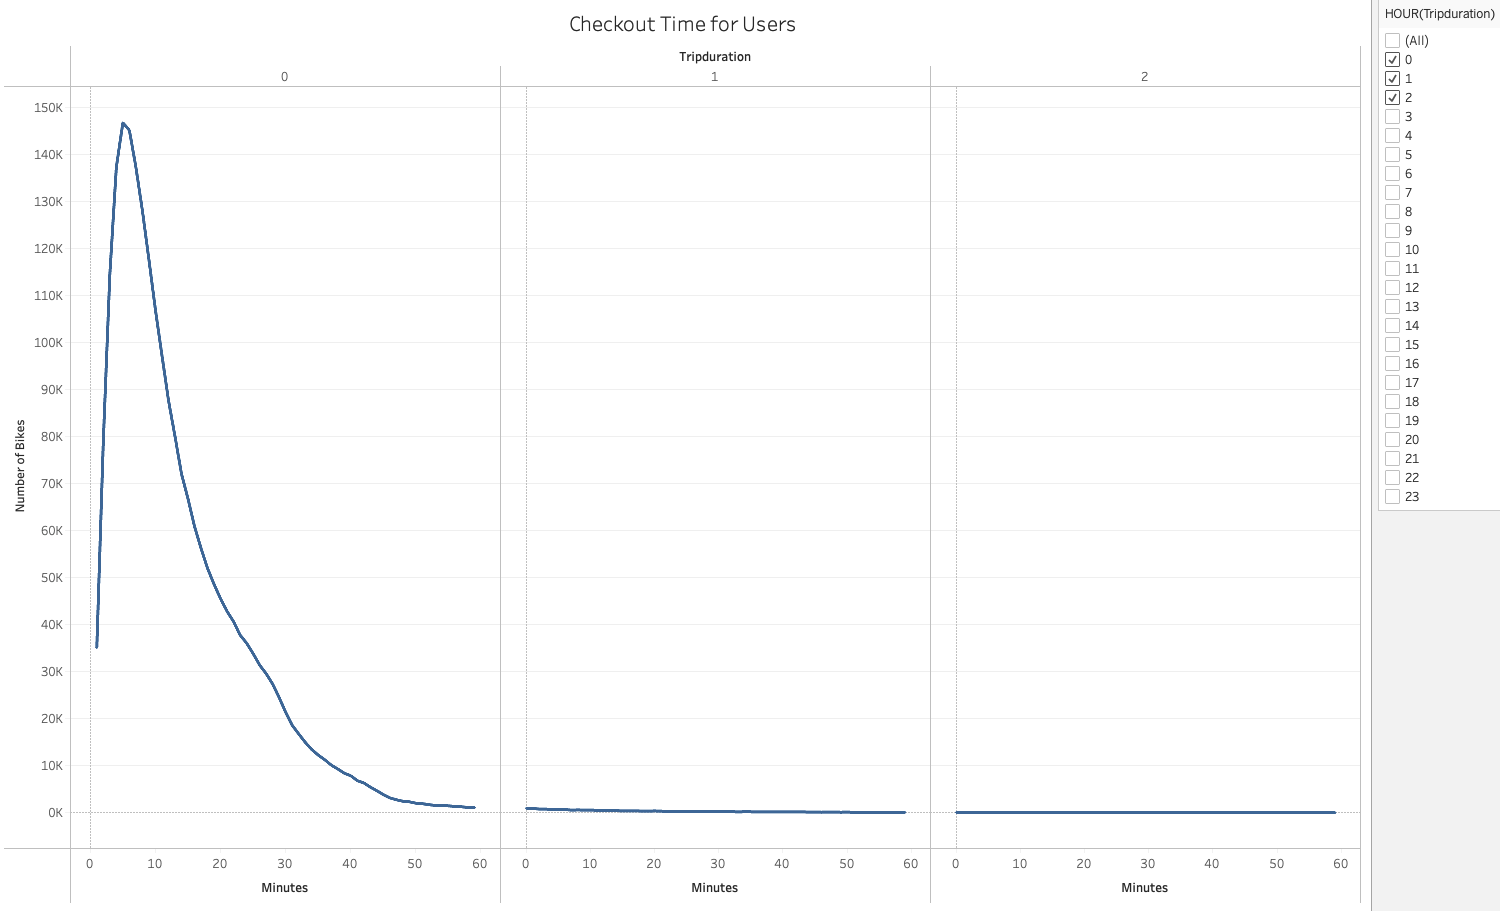 Checkout Time for Users
Tripduration
0 1 2
150K
140K
130K
120K
110K
100K
90K
80K
70K
60K
50K
40K
30K
20K
10K
0K
Number of Bikes
0 10 20 30 40 50 60 0 10 20 30 40 50 60 0 10 20 30 40 50 60
Minutes Minutes Minutes
HOUR(Tripduration)
(All)
0
1
2
3
4
5
6
7
8
9
10
11
12
13
14
15
16
17
18
19
20
21
22
23